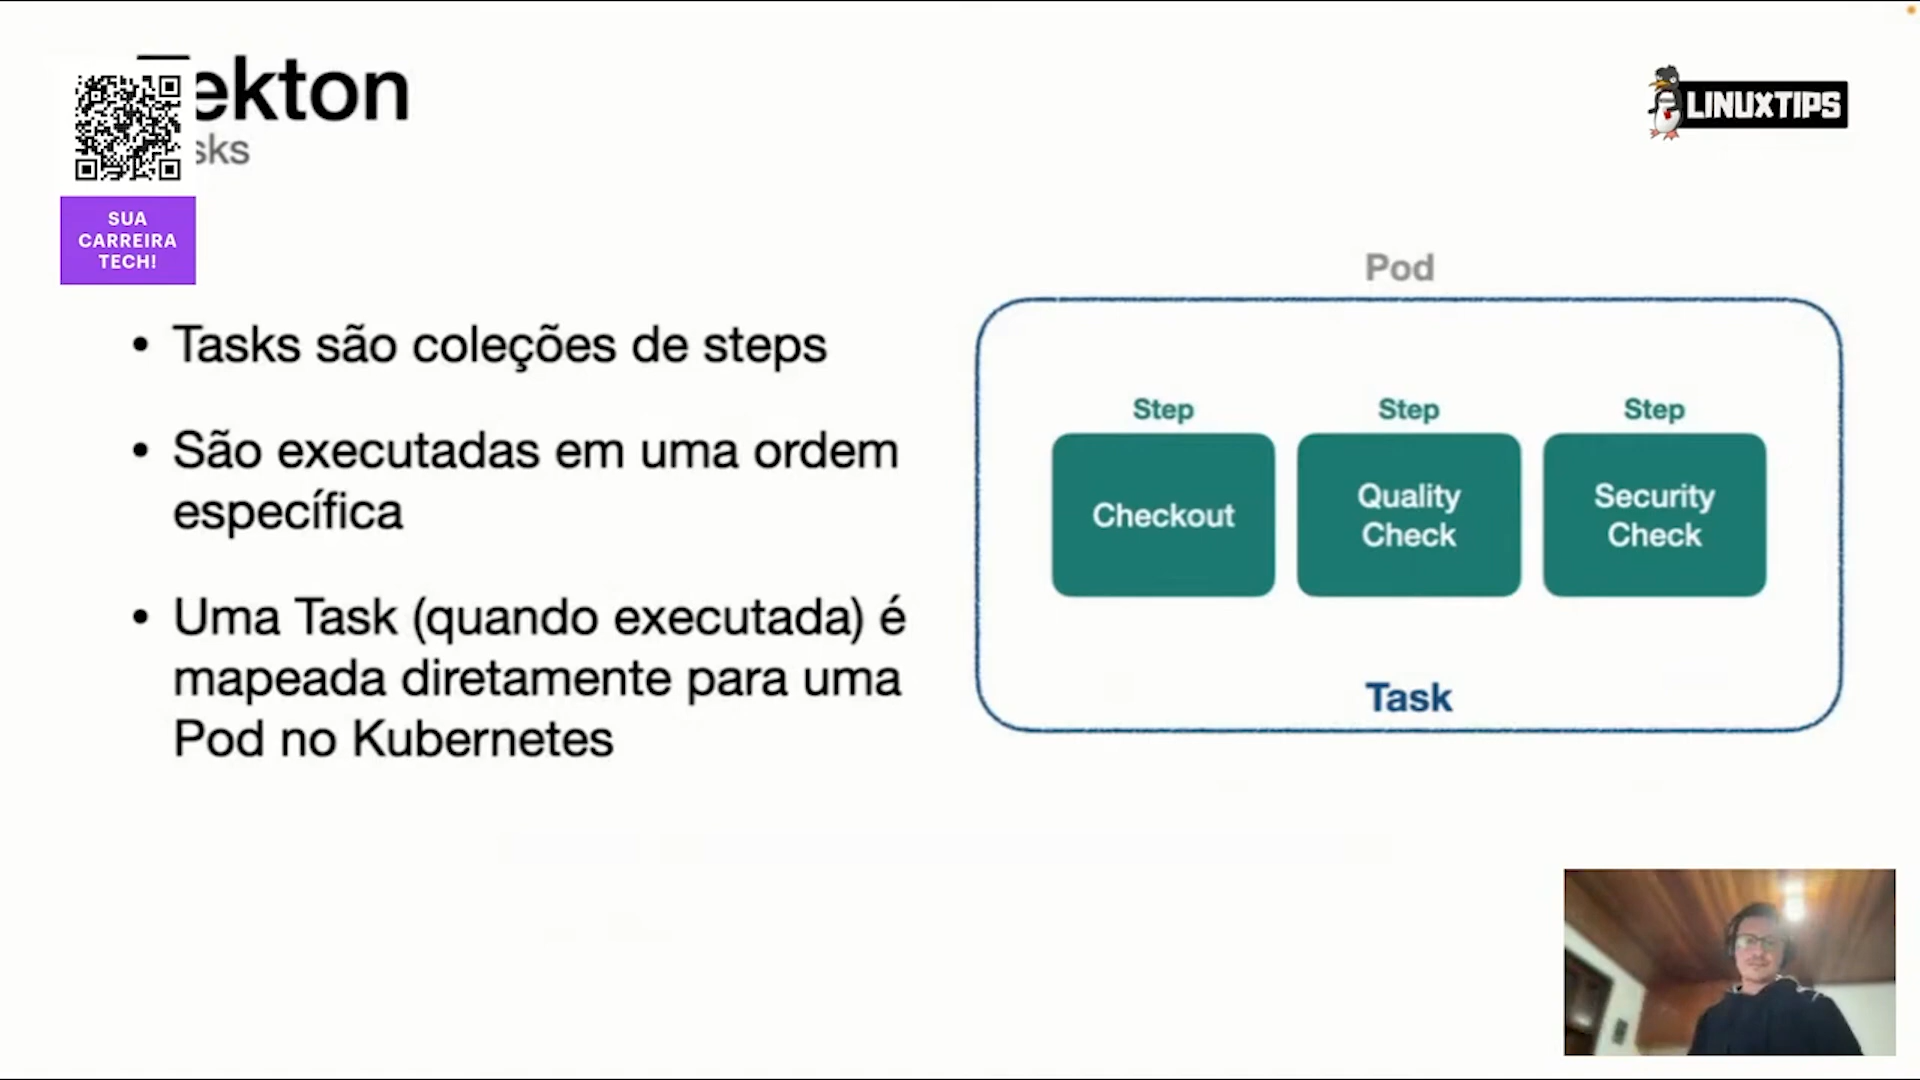 ekton
sks
LINUXTIPS
SUA
CARREIRA
TECH!
• Tasks são coleções de steps
• São executadas em uma ordem
específica
• Uma Task (quando executada) é
mapeada diretamente para uma
Pod no Kubernetes
Pod
Step
Step
Step
Checkout
Quality
Check
Security
Check
Task